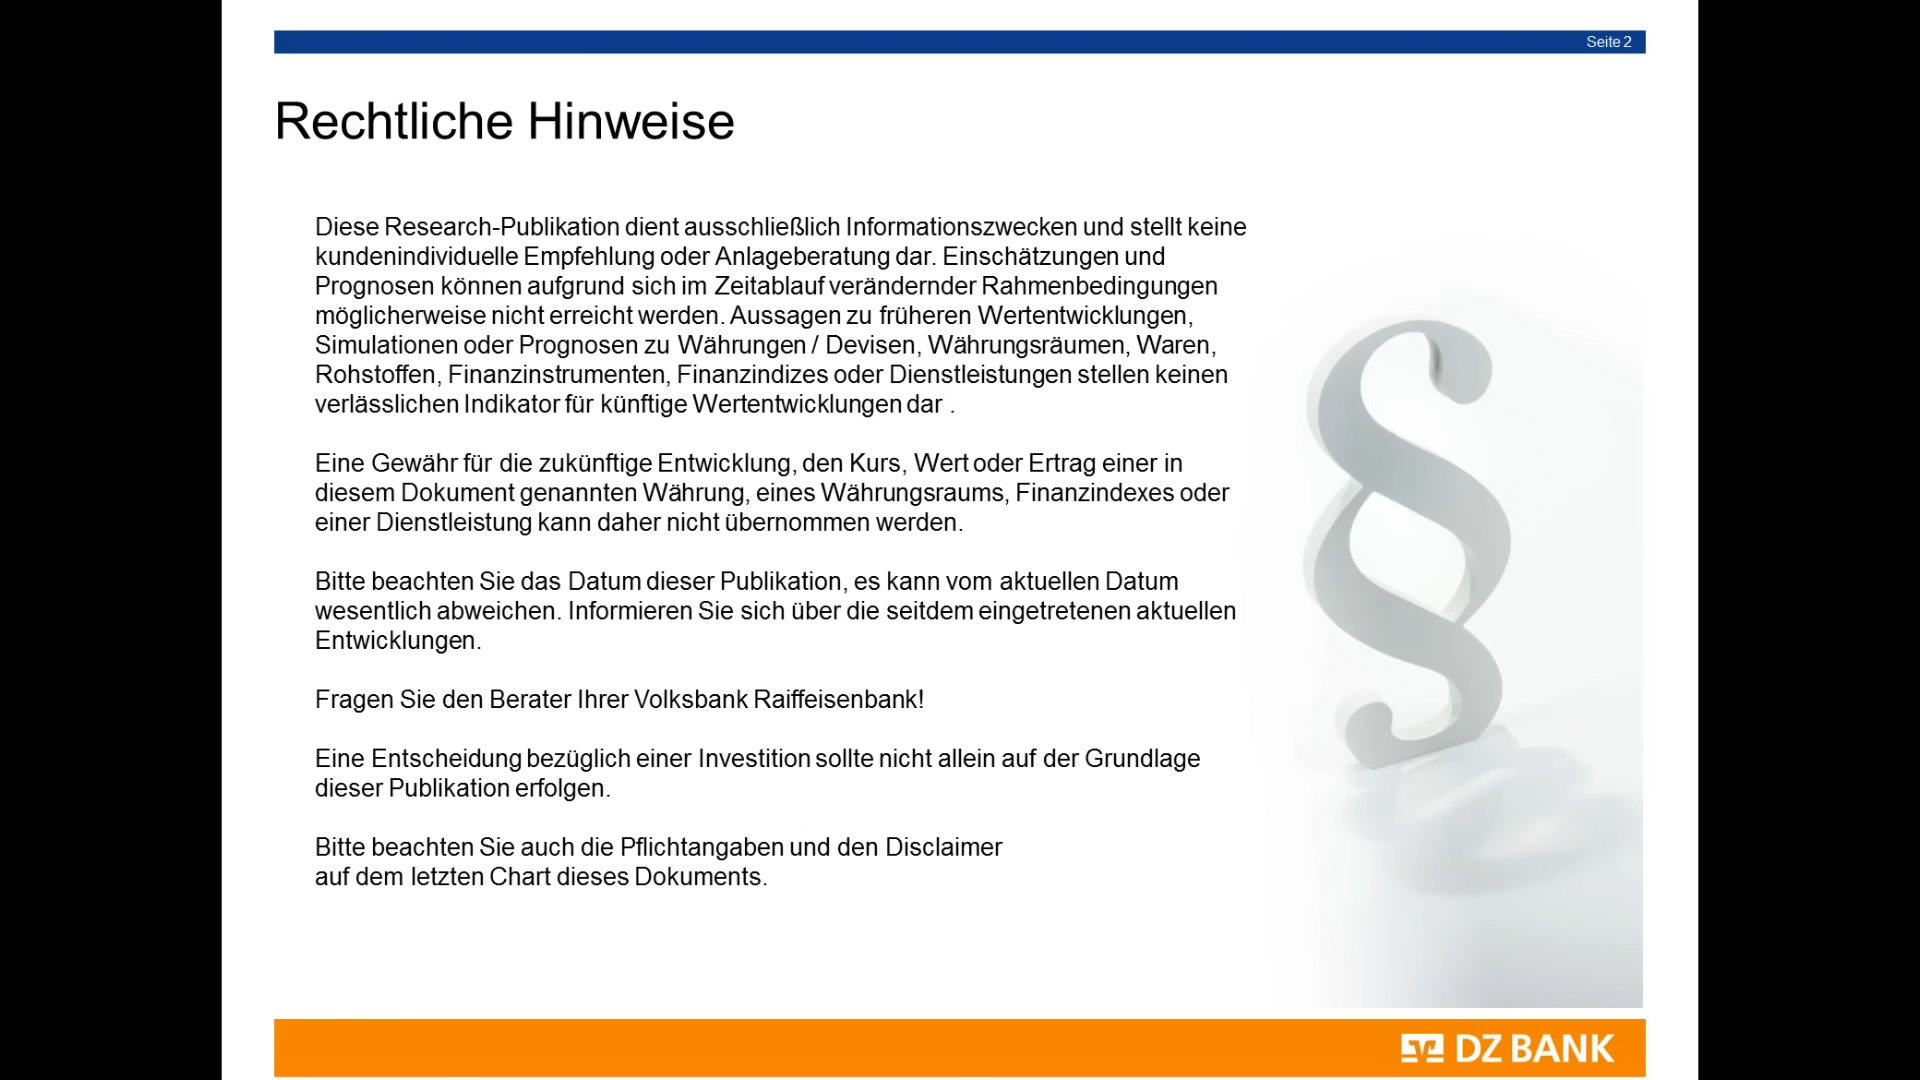 Seite 2
Rechtliche Hinweise
Diese Research-Publikation dient ausschließlich Informationszwecken und stellt keine
kundenindividuelle Empfehlung oder Anlageberatung dar. Einschätzungen und
Prognosen können aufgrund sich im Zeitablauf verändernder Rahmenbedingungen
möglicherweise nicht erreicht werden. Aussagen zu früheren Wertentwicklungen,
Simulationen oder Prognosen zu Währungen / Devisen, Währungsräumen, Waren,
Rohstoffen, Finanzinstrumenten, Finanzindizes oder Dienstleistungen stellen keinen
verlässlichen Indikator für künftige Wertentwicklungen dar .
Eine Gewähr für die zukünftige Entwicklung, den Kurs, Wert oder Ertrag einer in
diesem Dokument genannten Währung, eines Währungsraums, Finanzindexes oder
einer Dienstleistung kann daher nicht übernommen werden.
Bitte beachten Sie das Datum dieser Publikation, es kann vom aktuellen Datum
wesentlich abweichen. Informieren Sie sich über die seitdem eingetretenen aktuellen
Entwicklungen.
Fragen Sie den Berater Ihrer Volksbank Raiffeisenbank!
Eine Entscheidung bezüglich einer Investition sollte nicht allein auf der Grundlage
dieser Publikation erfolgen.
Bitte beachten Sie auch die Pflichtangaben und den Disclaimer
auf dem letzten Chart dieses Dokuments.
§
DZ BANK